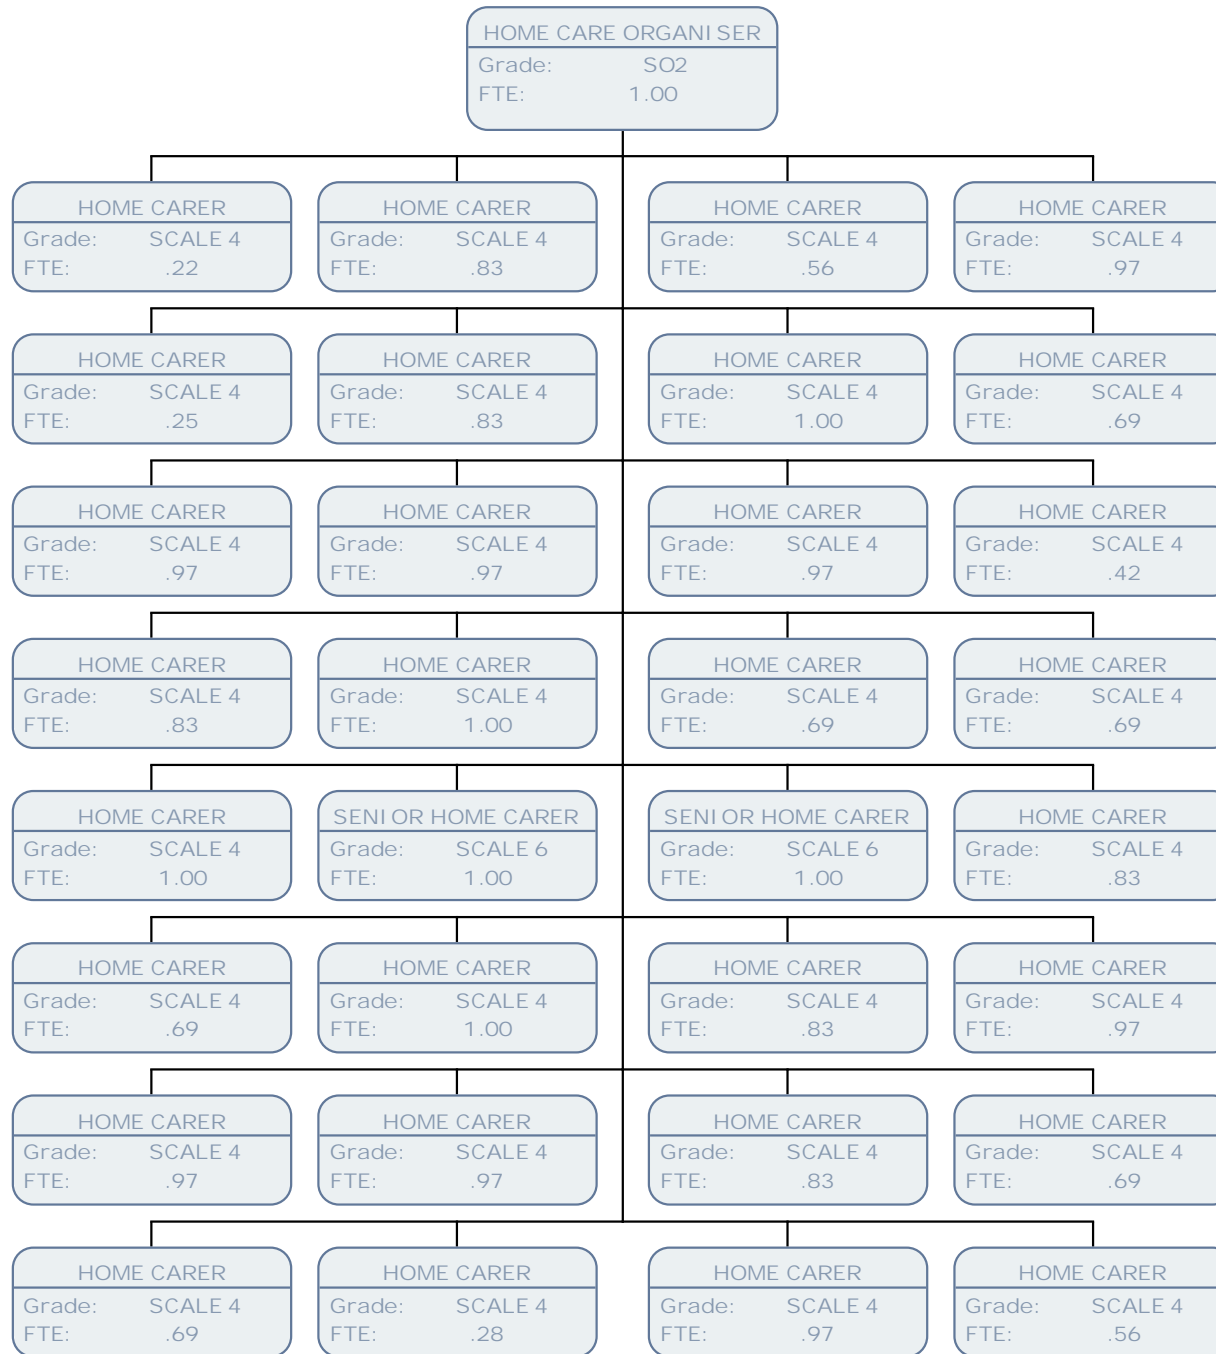 HOME CARE ORGANISER
Grade: SO2
FTE: 1.00
HOME CARER
Grade: SCALE 4
FTE: .22
HOME CARER
Grade: SCALE 4
FTE: .83
HOME CARER
Grade: SCALE 4
FTE: .56
HOME CARER
Grade: SCALE 4
FTE: .97
HOME CARER
Grade: SCALE 4
FTE: .25
HOME CARER
Grade: SCALE 4
FTE: .83
HOME CARER
Grade: SCALE 4
FTE: 1.00
HOME CARER
Grade: SCALE 4
FTE: .69
HOME CARER
Grade: SCALE 4
FTE: .97
HOME CARER
Grade: SCALE 4
FTE: .97
HOME CARER
Grade: SCALE 4
FTE: .97
HOME CARER
Grade: SCALE 4
FTE: .42
HOME CARER
Grade: SCALE 4
FTE: .83
HOME CARER
Grade: SCALE 4
FTE: 1.00
HOME CARER
Grade: SCALE 4
FTE: .69
HOME CARER
Grade: SCALE 4
FTE: .69
HOME CARER
Grade: SCALE 4
FTE: 1.00
SENIOR HOME CARER
Grade: SCALE 6
FTE: 1.00
SENIOR HOME CARER
Grade: SCALE 6
FTE: 1.00
HOME CARER
Grade: SCALE 4
FTE: .83
HOME CARER
Grade: SCALE 4
FTE: .69
HOME CARER
Grade: SCALE 4
FTE: 1.00
HOME CARER
Grade: SCALE 4
FTE: .83
HOME CARER
Grade: SCALE 4
FTE: .97
HOME CARER
Grade: SCALE 4
FTE: .97
HOME CARER
Grade: SCALE 4
FTE: .97
HOME CARER
Grade: SCALE 4
FTE: .83
HOME CARER
Grade: SCALE 4
FTE: .69
HOME CARER
Grade: SCALE 4
FTE: .69
HOME CARER
Grade: SCALE 4
FTE: .28
HOME CARER
Grade: SCALE 4
FTE: .97
HOME CARER
Grade: SCALE 4
FTE: .56